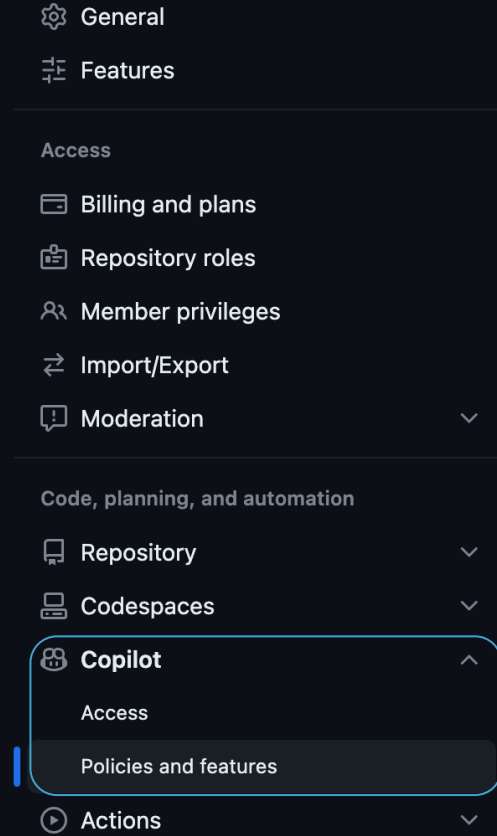 General
Features
Access
Billing and plans
Repository roles
Member privileges
Import/Export
Moderation
Code, planning, and automation
Repository
Codespaces
Copilot
Access
Policies and features
Actions